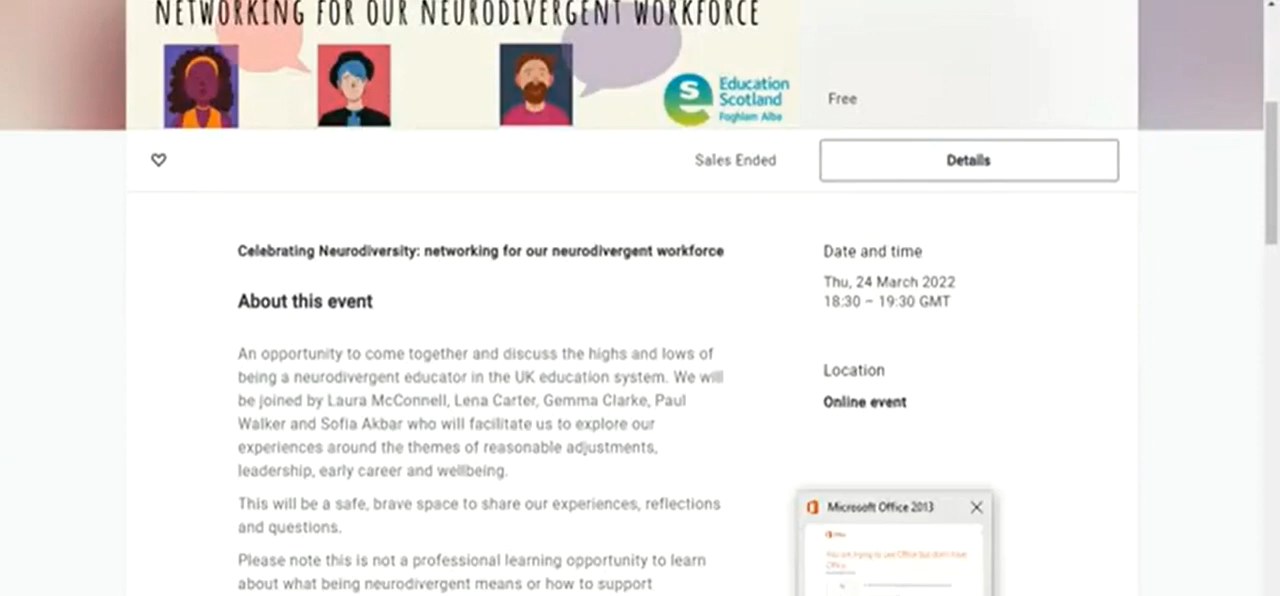 NETWORKING FOR OUR NEURODIVERGENT WORKFORCE
Education
Scotland
Foghlam Alba
Free
Sales Ended
Details
Celebrating Neurodiversity: networking for our neurodivergent workforce
About this event
An opportunity to come together and discuss the highs and lows of
being a neurodivergent educator in the UK education system. We will
be joined by Laura McConnell, Lena Carter, Gemma Clarke, Paul
Walker and Sofia Akbar who will facilitate us to explore our
experiences around the themes of reasonable adjustments,
leadership, early career and wellbeing.
This will be a safe, brave space to share our experiences, reflections
and questions.
Please note this is not a professional learning opportunity to learn
about what being neurodivergent means or how to support
Date and time
Thu, 24 March 2022
18:30 – 19:30 GMT
Location
Online event
Microsoft Office 2013